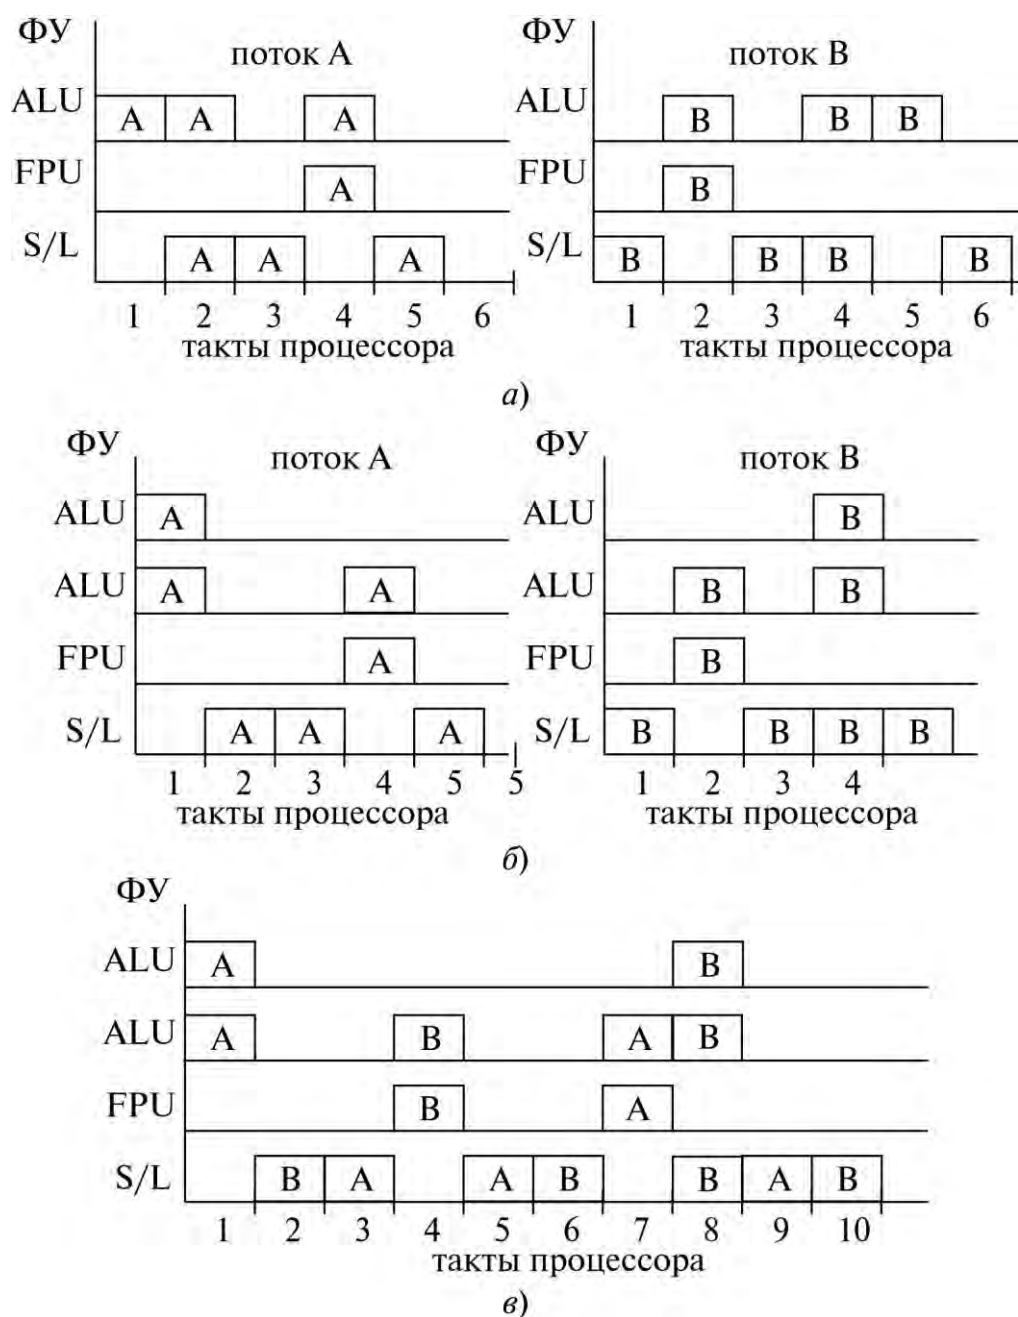 ФУ
поток А
ALU A A A
FPU A
S/L A A A
1 2 3 4 5 6
такты процессора
ФУ
поток В
ALU B B B
FPU B
S/L B B B B
1 2 3 4 5 6
такты процессора
а)
ФУ
поток А
ALU A
ALU A A
FPU A
S/L A A A
1 2 3 4 5 5
такты процессора
ФУ
поток В
ALU B
ALU B B
FPU B
S/L B B B B
1 2 3 4
такты процессора
б)
ФУ
ALU A B
ALU A B A B
FPU B A
S/L B A A B B A B
1 2 3 4 5 6 7 8 9 10
такты процессора
в)